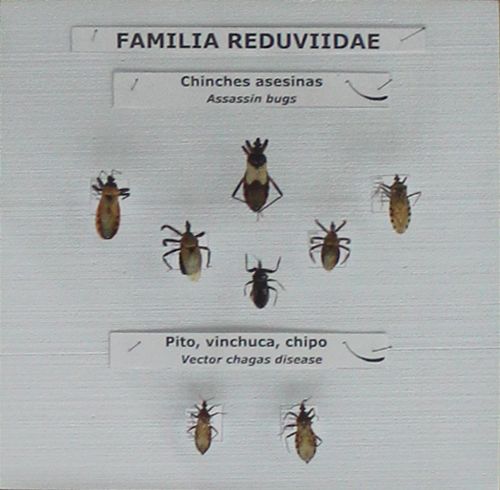 FAMILIA REDUVIIDAE
Chinches asesinas
Assassin bugs
Pito, vinchuca, chipo
Vector chagas disease